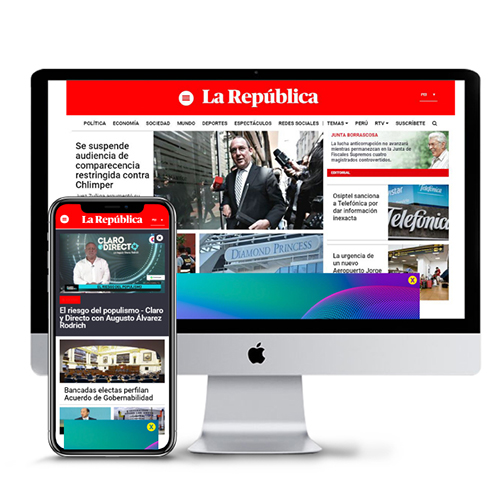 La República
PE
POLÍTICA ECONOMÍA SOCIEDAD MUNDO DEPORTES ESPECTÁCULOS REDES SOCIALES | TEMAS PERÚ RTV SUSCRÍBETE
Se suspende
audiencia de
comparecencia
restringida contra
Chlimper
JUNTA BORRASCOSA
La lucha anticorrupción no avanzará
mientras permanezcan en la Junta de
Fiscales Supremos cuatro
magistrados controvertidos.
EDITORIAL
Osiptel sanciona
a Telefónica por
dar información
inexacta
Telefónica
DIAMOND PRINCESS
La urgencia de
un nuevo
Aeropuerto Jorge
X
La República
CLARO
DIRECTO
El riesgo del populismo - Claro
y Directo con Augusto Álvarez
Rodrich
Bancadas electas perfilan
Acuerdo de Gobernabilidad
X